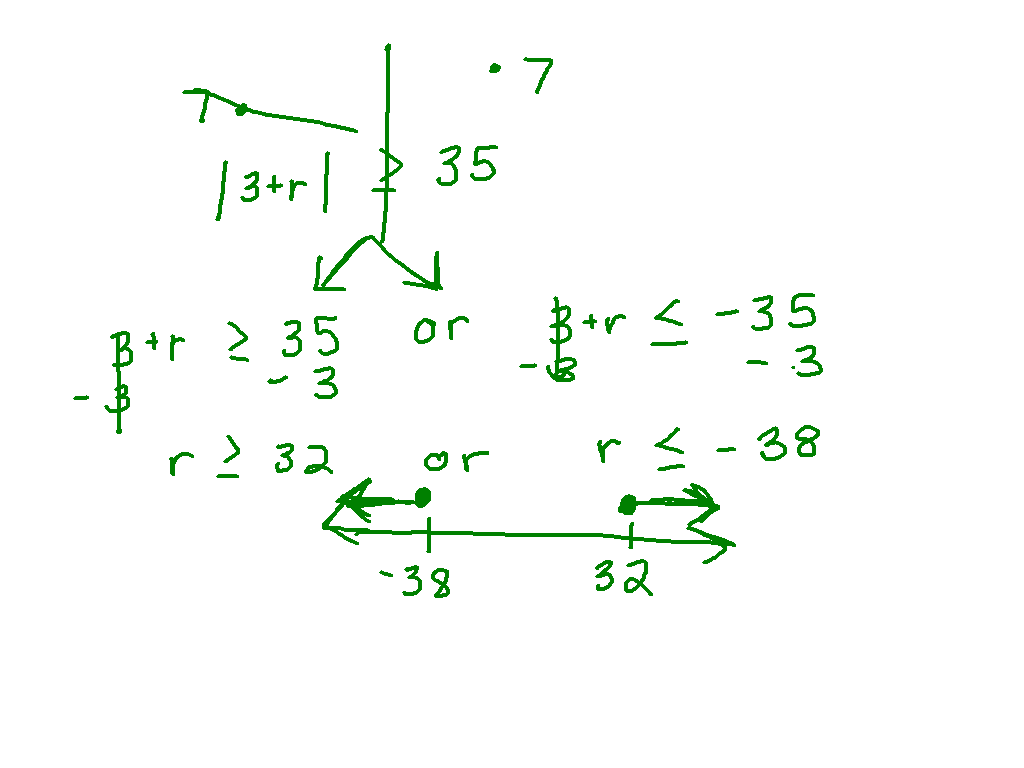 7 · · 7
|3+r| ≥ 35
3+r ≥ 35 or 3+r ≤ -35
-3 -3 -3 -3
r ≥ 32 or r ≤ -38
-38 32